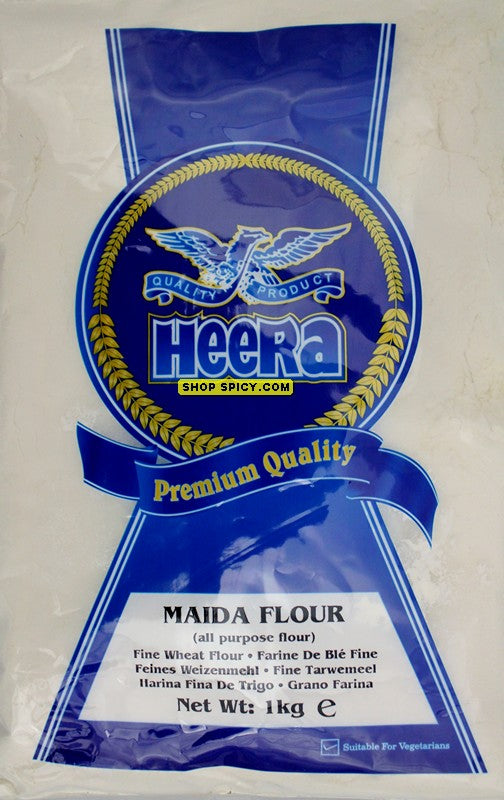 QUALITY PRODUCT
HEERA
SHOP SPICY.COM
Premium Quality
MAIDA FLOUR
(all purpose flour)
Fine Wheat Flour • Farine De Blé Fine
Feines Weizenmehl • Fine Tarwemeel
Harina Fina De Trigo • Grano Farina
Net Wt: 1kg ℮
Suitable For Vegetarians